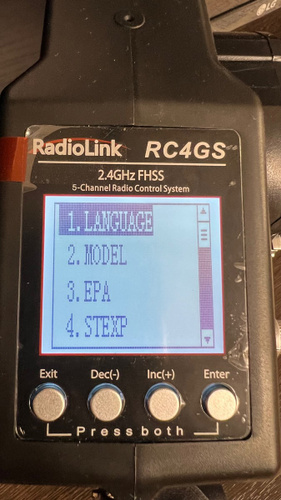 LG
RadioLink RC4GS
2.4GHz FHSS
5-Channel Radio Control System
1.LANGUAGE
2.MODEL
3.EPA
4.STEXP
Exit Dec(-) Inc(+) Enter
Press both